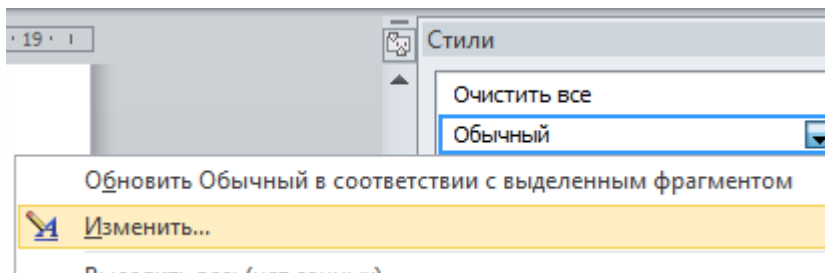 · 19 · ı
Стили
Очистить все
Обычный
Обновить Обычный в соответствии с выделенным фрагментом
Изменить...